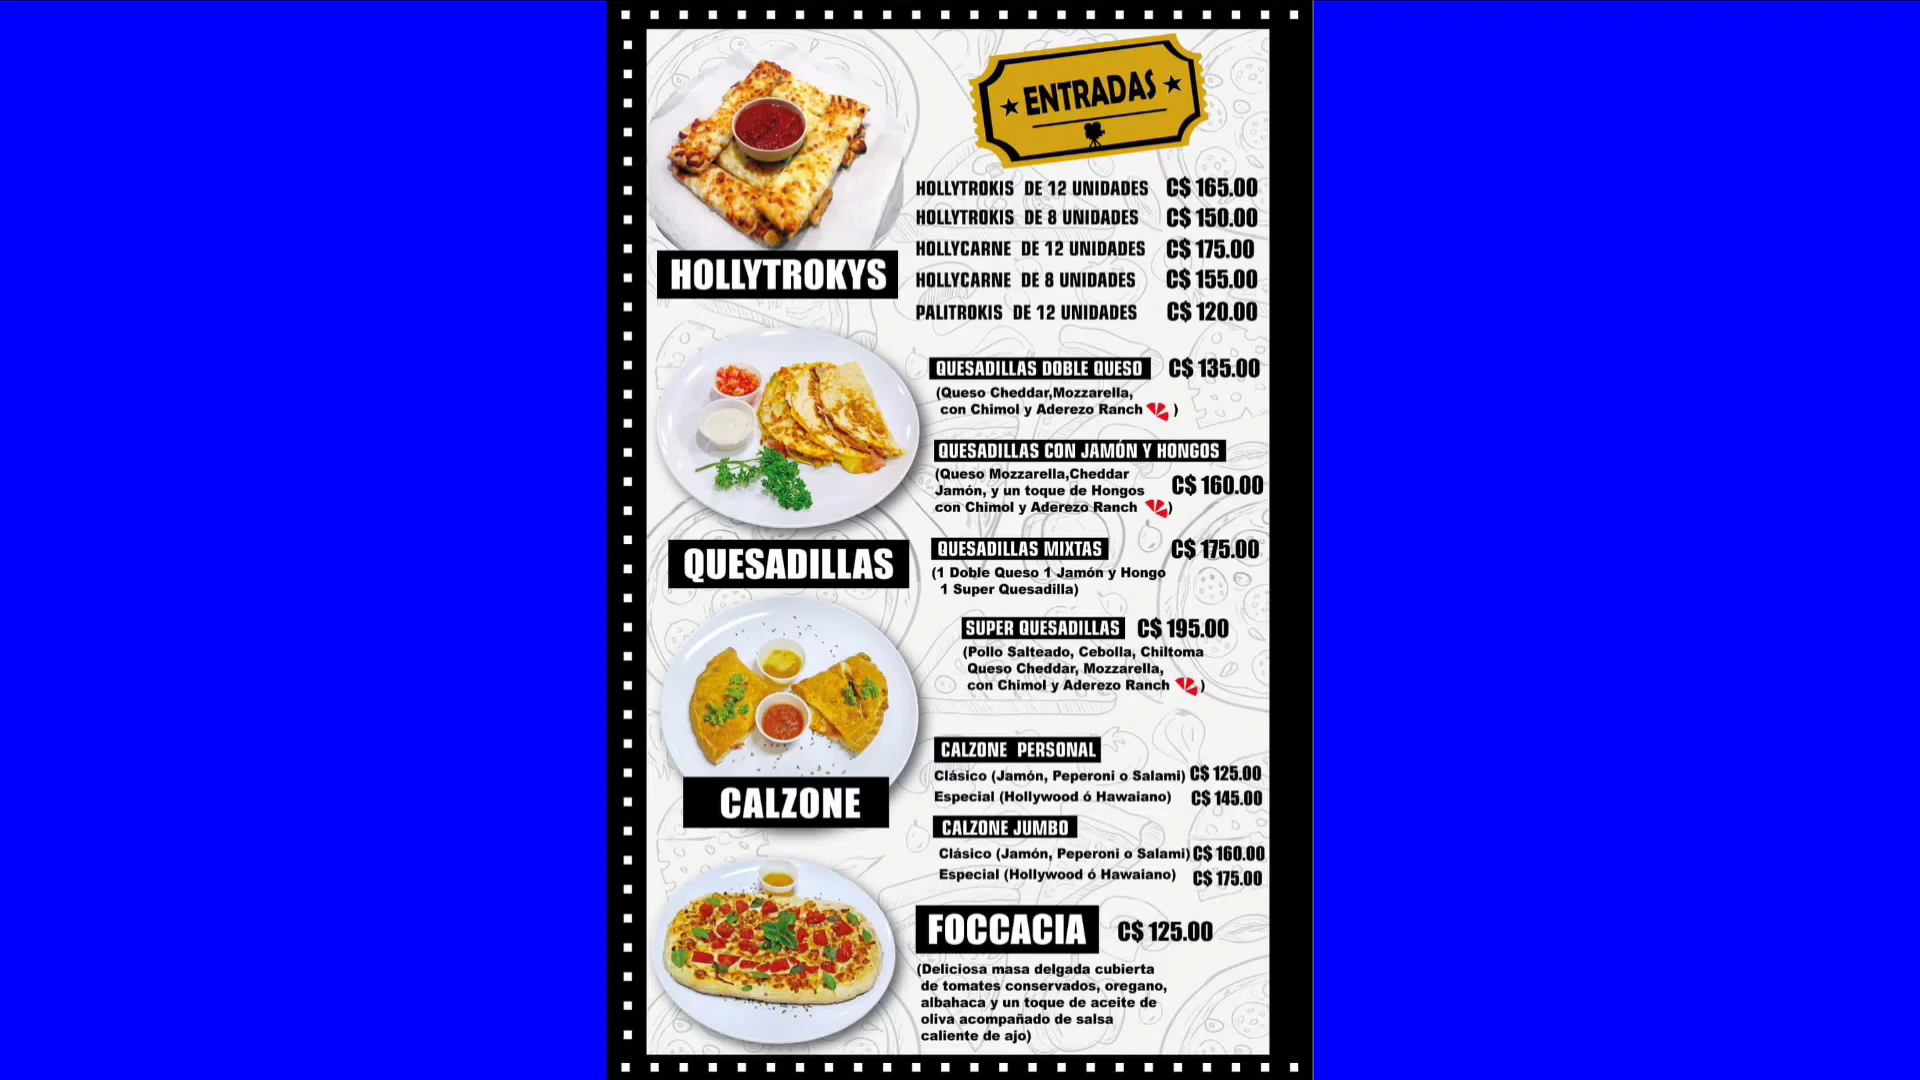 ENTRADAS
HOLLYTROKIS DE 12 UNIDADES C$ 165.00
HOLLYTROKIS DE 8 UNIDADES C$ 150.00
HOLLYCARNE DE 12 UNIDADES C$ 175.00
HOLLYCARNE DE 8 UNIDADES C$ 155.00
PALITROKIS DE 12 UNIDADES C$ 120.00
HOLLYTROKYS
QUESADILLAS DOBLE QUESO C$ 135.00
(Queso Cheddar,Mozzarella,
con Chimol y Aderezo Ranch )
QUESADILLAS CON JAMÓN Y HONGOS
(Queso Mozzarella,Cheddar
Jamón, y un toque de Hongos C$ 160.00
con Chimol y Aderezo Ranch )
QUESADILLAS
QUESADILLAS MIXTAS C$ 175.00
(1 Doble Queso 1 Jamón y Hongo
1 Super Quesadilla)
SUPER QUESADILLAS C$ 195.00
(Pollo Salteado, Cebolla, Chiltoma
Queso Cheddar, Mozzarella,
con Chimol y Aderezo Ranch )
CALZONE
CALZONE PERSONAL
Clásico (Jamón, Peperoni o Salami) C$ 125.00
Especial (Hollywood ó Hawaiano) C$ 145.00
CALZONE JUMBO
Clásico (Jamón, Peperoni o Salami) C$ 160.00
Especial (Hollywood ó Hawaiano) C$ 175.00
FOCCACIA C$ 125.00
(Deliciosa masa delgada cubierta
de tomates conservados, oregano,
albahaca y un toque de aceite de
oliva acompañado de salsa
caliente de ajo)